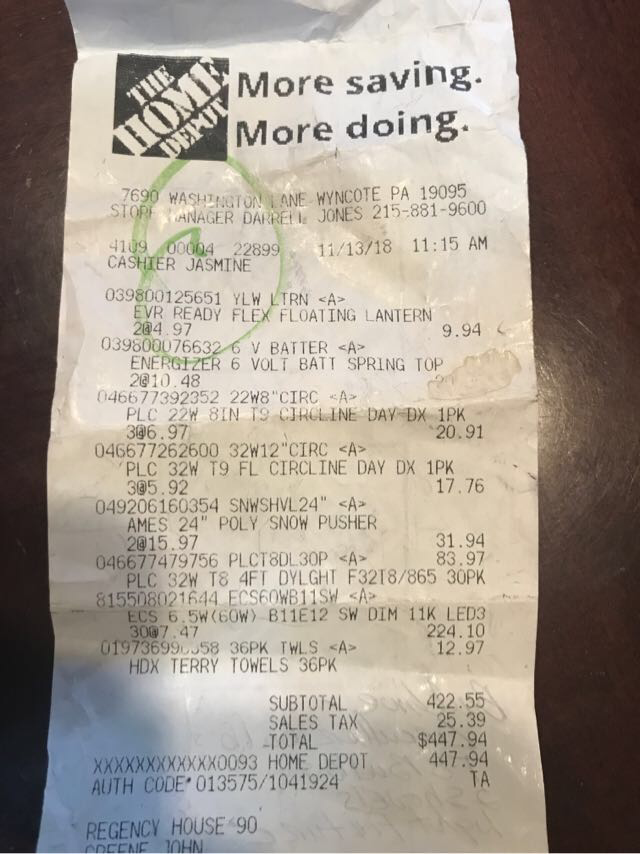 THE
HOME
DEPOT
More saving.
More doing.
7690 WASHINGTON LANE WYNCOTE PA 19095
STORE MANAGER DARRELL JONES 215-881-9600
4109 00004 22899 11/13/18 11:15 AM
CASHIER JASMINE
039800125651 YLW LTRN <A>
EVR READY FLEX FLOATING LANTERN
2@4.97 9.94
039800076632 6 V BATTER <A>
ENERGIZER 6 VOLT BATT SPRING TOP
2@10.48
046677392352 22W8"CIRC <A>
PLC 22W 8IN T9 CIRCLINE DAY DX 1PK
3@6.97 20.91
046677262600 32W12"CIRC <A>
PLC 32W T9 FL CIRCLINE DAY DX 1PK
3@5.92 17.76
049206160354 SNWSHVL24" <A>
AMES 24" POLY SNOW PUSHER
2@15.97 31.94
046677479756 PLCT8DL30P <A> 83.97
PLC 32W T8 4FT DYLGHT F32T8/865 30PK
815508021644 ECS60WB11SW <A>
ECS 6.5W(60W) B11E12 SW DIM 11K LED3
30@7.47 224.10
36PK TWLS <A> 12.97
HDX TERRY TOWELS 36PK
SUBTOTAL 422.55
SALES TAX 25.39
TOTAL $447.94
XXXXXXXXXXXX0093 HOME DEPOT 447.94
AUTH CODE 013575/1041924 TA
REGENCY HOUSE 90
GREENE JOHN